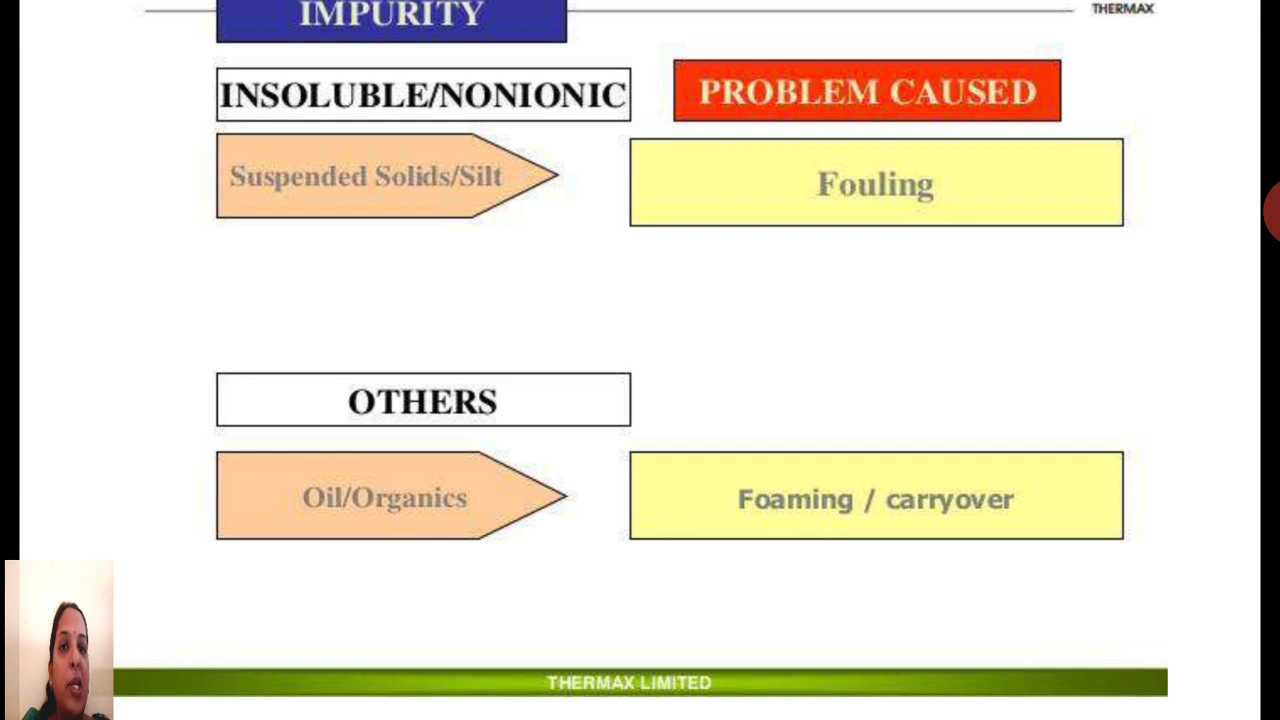 IMPURITY
THERMAX
INSOLUBLE/NONIONIC
PROBLEM CAUSED
Suspended Solids/Silt
Fouling
OTHERS
Oil/Organics
Foaming / carryover
THERMAX LIMITED